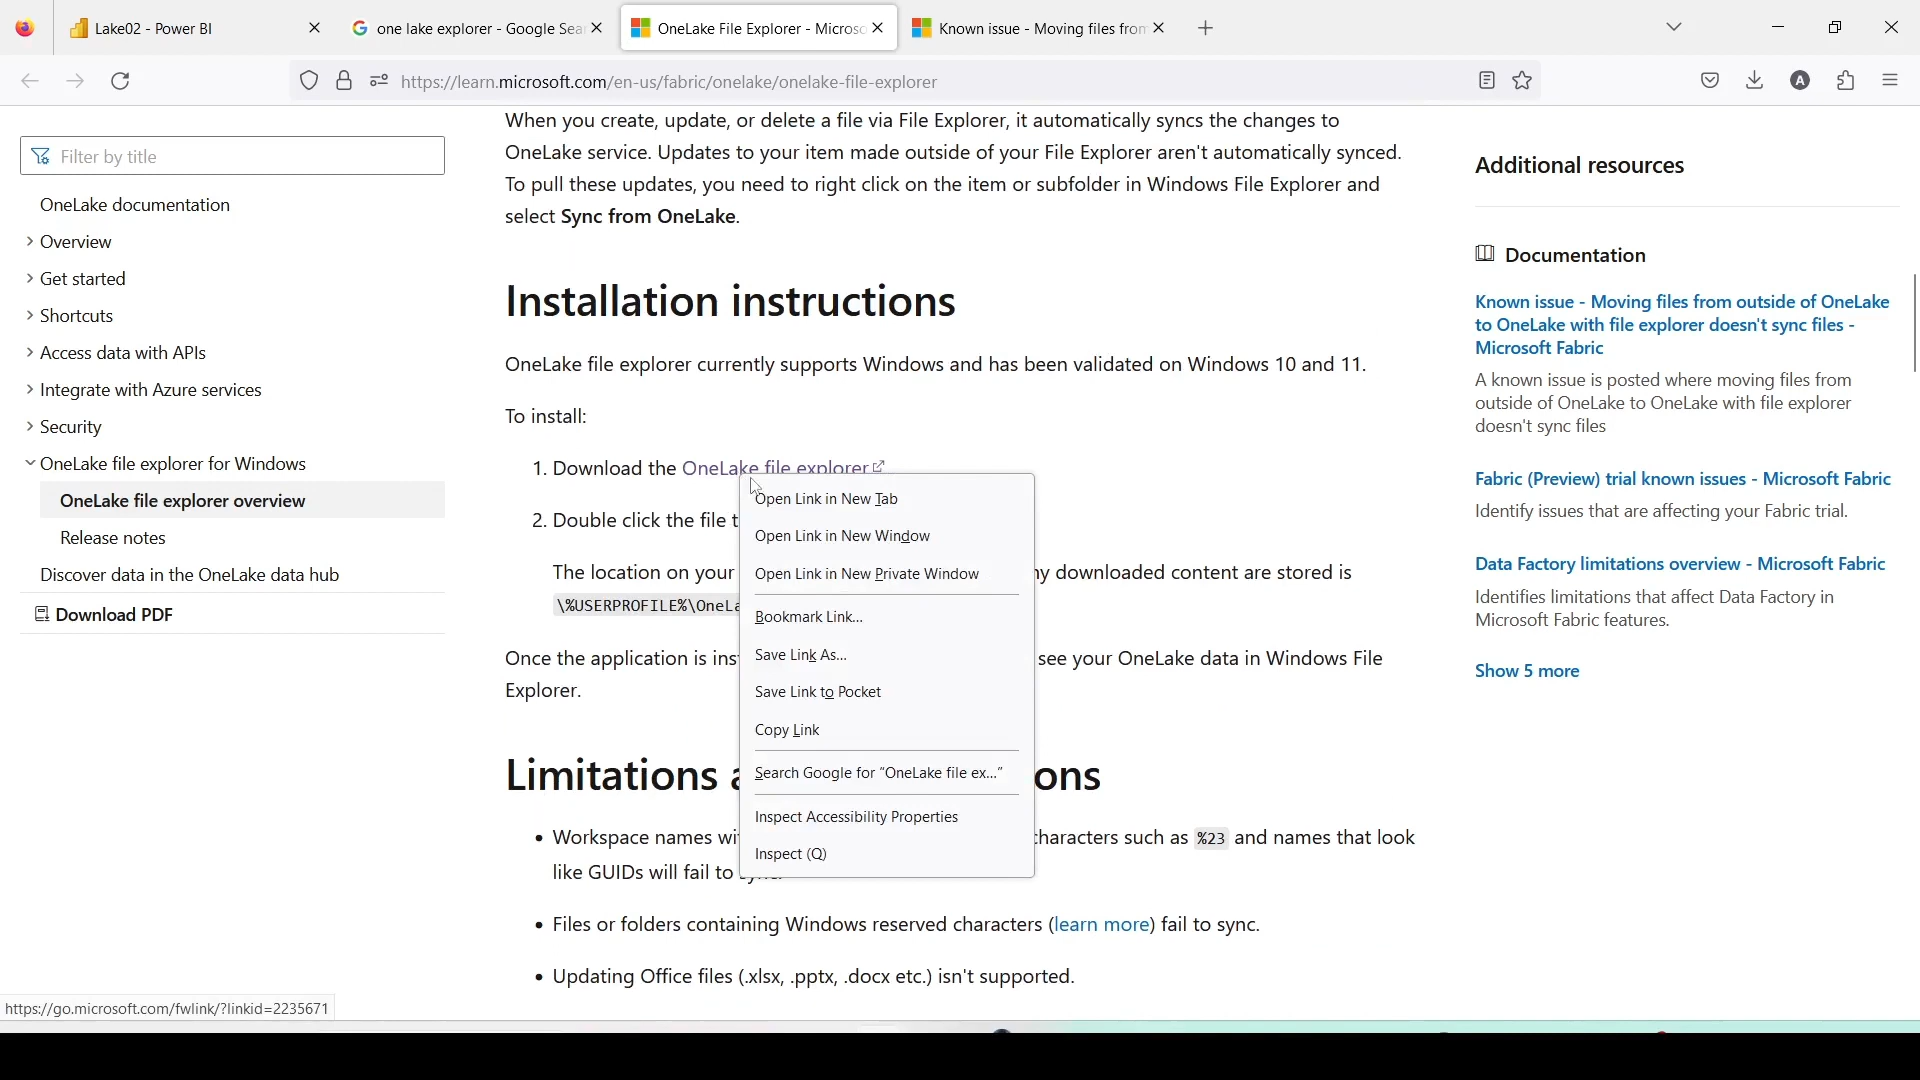 Lake02 - Power BI
one lake explorer - Google Sear
OneLake File Explorer - Microso
Known issue - Moving files from
https://learn.microsoft.com/en-us/fabric/onelake/onelake-file-explorer
A
Filter by title
OneLake documentation
Overview
Get started
Shortcuts
Access data with APIs
Integrate with Azure services
Security
OneLake file explorer for Windows
OneLake file explorer overview
Release notes
Discover data in the OneLake data hub
Download PDF
When you create, update, or delete a file via File Explorer, it automatically syncs the changes to
OneLake service. Updates to your item made outside of your File Explorer aren't automatically synced.
To pull these updates, you need to right click on the item or subfolder in Windows File Explorer and
select Sync from OneLake.
Installation instructions
OneLake file explorer currently supports Windows and has been validated on Windows 10 and 11.
To install:
1. Download the OneLake file explorer
2. Double click the file t
The location on your
ny downloaded content are stored is
\%USERPROFILE%\OneLa
Once the application is ins
see your OneLake data in Windows File
Explorer.
Limitations a
ons
• Workspace names wi
characters such as %23 and names that look
like GUIDs will fail to
• Files or folders containing Windows reserved characters (learn more) fail to sync.
• Updating Office files (.xlsx, .pptx, .docx etc.) isn't supported.
Open Link in New Tab
Open Link in New Window
Open Link in New Private Window
Bookmark Link...
Save Link As...
Save Link to Pocket
Copy Link
Search Google for "OneLake file ex..."
Inspect Accessibility Properties
Inspect (Q)
Additional resources
Documentation
Known issue - Moving files from outside of OneLake
to OneLake with file explorer doesn't sync files -
Microsoft Fabric
A known issue is posted where moving files from
outside of OneLake to OneLake with file explorer
doesn't sync files
Fabric (Preview) trial known issues - Microsoft Fabric
Identify issues that are affecting your Fabric trial.
Data Factory limitations overview - Microsoft Fabric
Identifies limitations that affect Data Factory in
Microsoft Fabric features.
Show 5 more
https://go.microsoft.com/fwlink/?linkid=2235671